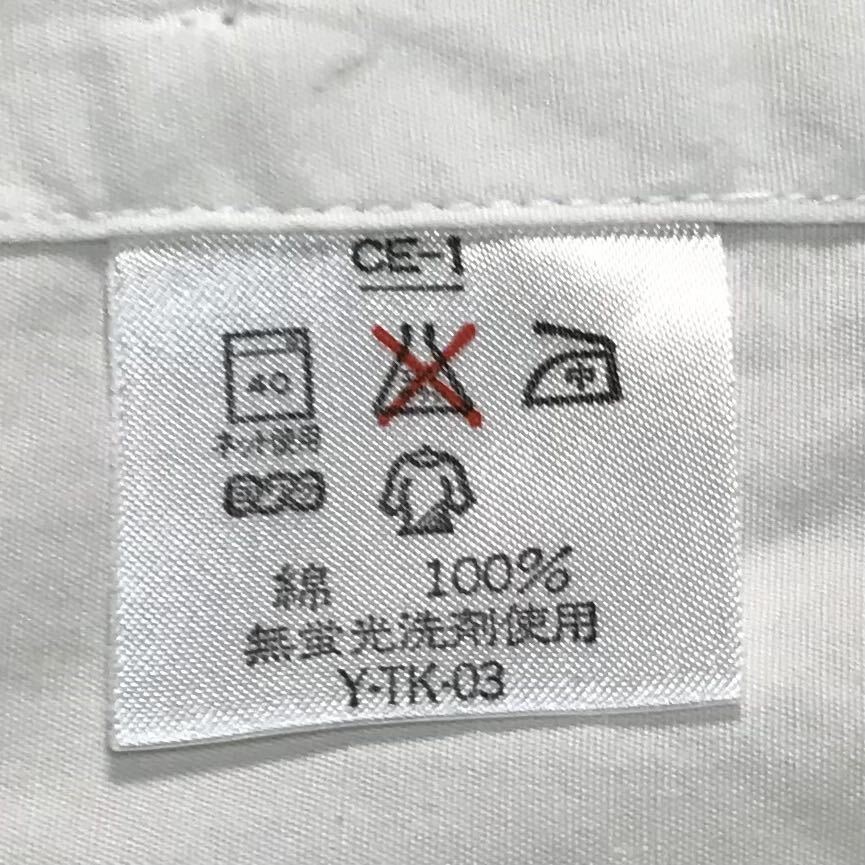 CE-1
40 中
ネット使用
綿 100%
無蛍光洗剤使用
Y-TK-03